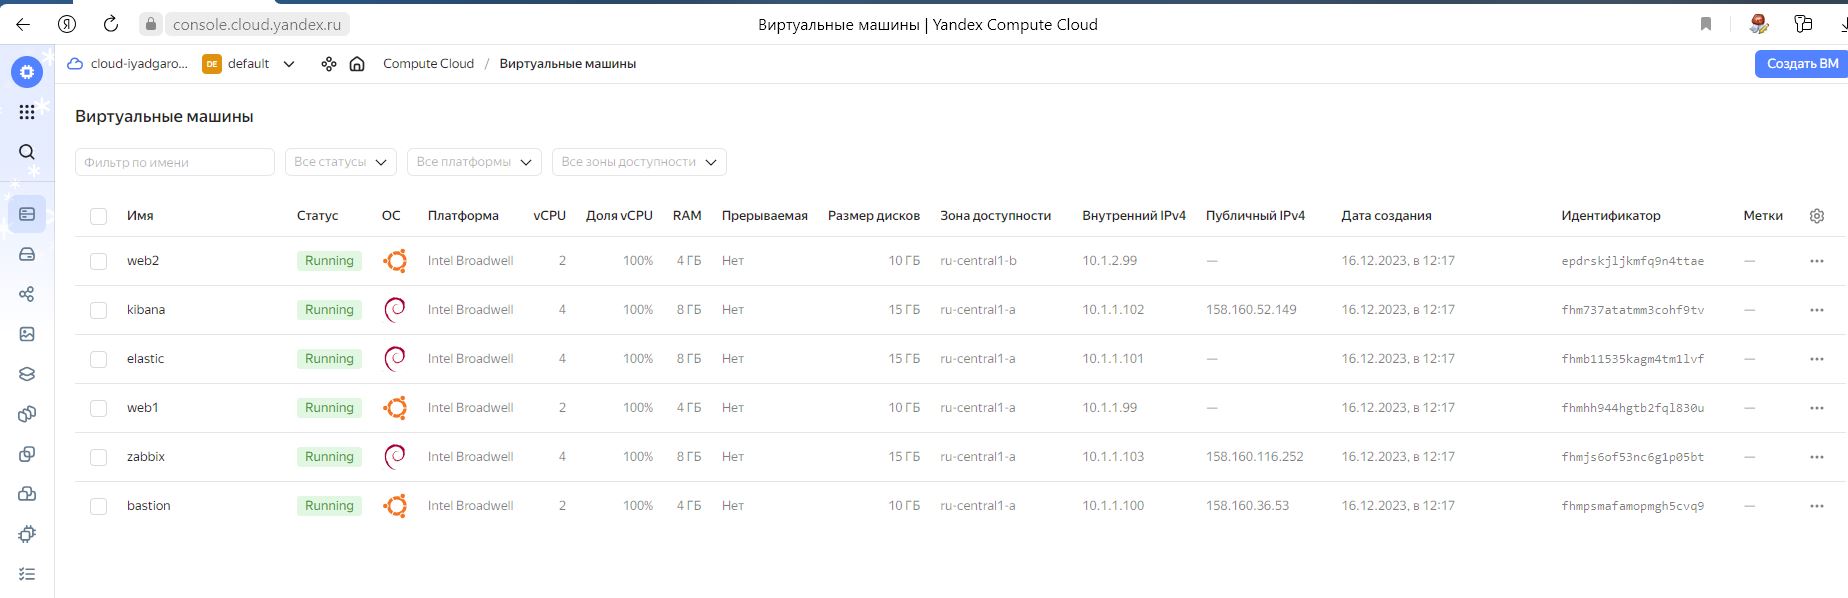 console.cloud.yandex.ru Виртуальные машины | Yandex Compute Cloud
cloud-iyadgaro... DE default Compute Cloud / Виртуальные машины Создать ВМ
Виртуальные машины
Фильтр по имени Все статусы Все платформы Все зоны доступности
Имя Статус ОС Платформа vCPU Доля vCPU RAM Прерываемая Размер дисков Зона доступности Внутренний IPv4 Публичный IPv4 Дата создания Идентификатор Метки
web2 Running Intel Broadwell 2 100% 4 ГБ Нет 10 ГБ ru-central1-b 10.1.2.99 — 16.12.2023, в 12:17 epdrskjljkmfq9n4ttae — ...
kibana Running Intel Broadwell 4 100% 8 ГБ Нет 15 ГБ ru-central1-a 10.1.1.102 158.160.52.149 16.12.2023, в 12:17 fhm737atatmm3cohf9tv — ...
elastic Running Intel Broadwell 4 100% 8 ГБ Нет 15 ГБ ru-central1-a 10.1.1.101 — 16.12.2023, в 12:17 fhmb11535kagm4tm1lvf — ...
web1 Running Intel Broadwell 2 100% 4 ГБ Нет 10 ГБ ru-central1-a 10.1.1.99 — 16.12.2023, в 12:17 fhmhh944hgtb2fql830u — ...
zabbix Running Intel Broadwell 4 100% 8 ГБ Нет 15 ГБ ru-central1-a 10.1.1.103 158.160.116.252 16.12.2023, в 12:17 fhmjs6of53nc6g1p05bt — ...
bastion Running Intel Broadwell 2 100% 4 ГБ Нет 10 ГБ ru-central1-a 10.1.1.100 158.160.36.53 16.12.2023, в 12:17 fhmpsmafamopmgh5cvq9 — ...